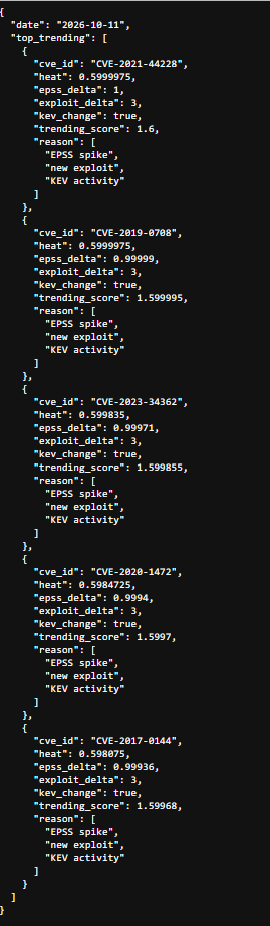 {
  "date": "2026-10-11",
  "top_trending": [
    {
      "cve_id": "CVE-2021-44228",
      "heat": 0.5999975,
      "epss_delta": 1,
      "exploit_delta": 3,
      "kev_change": true,
      "trending_score": 1.6,
      "reason": [
        "EPSS spike",
        "new exploit",
        "KEV activity"
      ]
    },
    {
      "cve_id": "CVE-2019-0708",
      "heat": 0.5999975,
      "epss_delta": 0.99999,
      "exploit_delta": 3,
      "kev_change": true,
      "trending_score": 1.599995,
      "reason": [
        "EPSS spike",
        "new exploit",
        "KEV activity"
      ]
    },
    {
      "cve_id": "CVE-2023-34362",
      "heat": 0.599835,
      "epss_delta": 0.99971,
      "exploit_delta": 3,
      "kev_change": true,
      "trending_score": 1.599855,
      "reason": [
        "EPSS spike",
        "new exploit",
        "KEV activity"
      ]
    },
    {
      "cve_id": "CVE-2020-1472",
      "heat": 0.5984725,
      "epss_delta": 0.9994,
      "exploit_delta": 3,
      "kev_change": true,
      "trending_score": 1.5997,
      "reason": [
        "EPSS spike",
        "new exploit",
        "KEV activity"
      ]
    },
    {
      "cve_id": "CVE-2017-0144",
      "heat": 0.598075,
      "epss_delta": 0.99936,
      "exploit_delta": 3,
      "kev_change": true,
      "trending_score": 1.59968,
      "reason": [
        "EPSS spike",
        "new exploit",
        "KEV activity"
      ]
    }
  ]
}